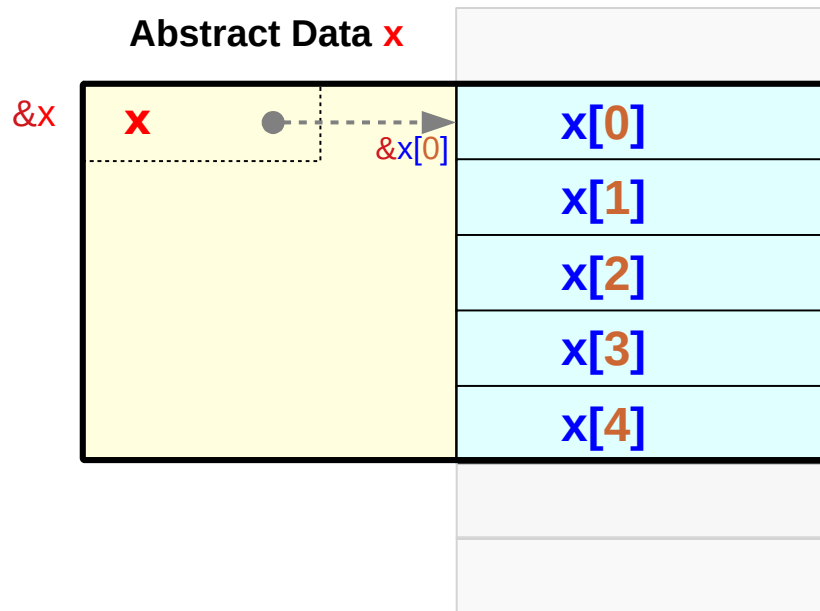 Abstract Data x
&x
x
&x[0]
x[0]
x[1]
x[2]
x[3]
x[4]